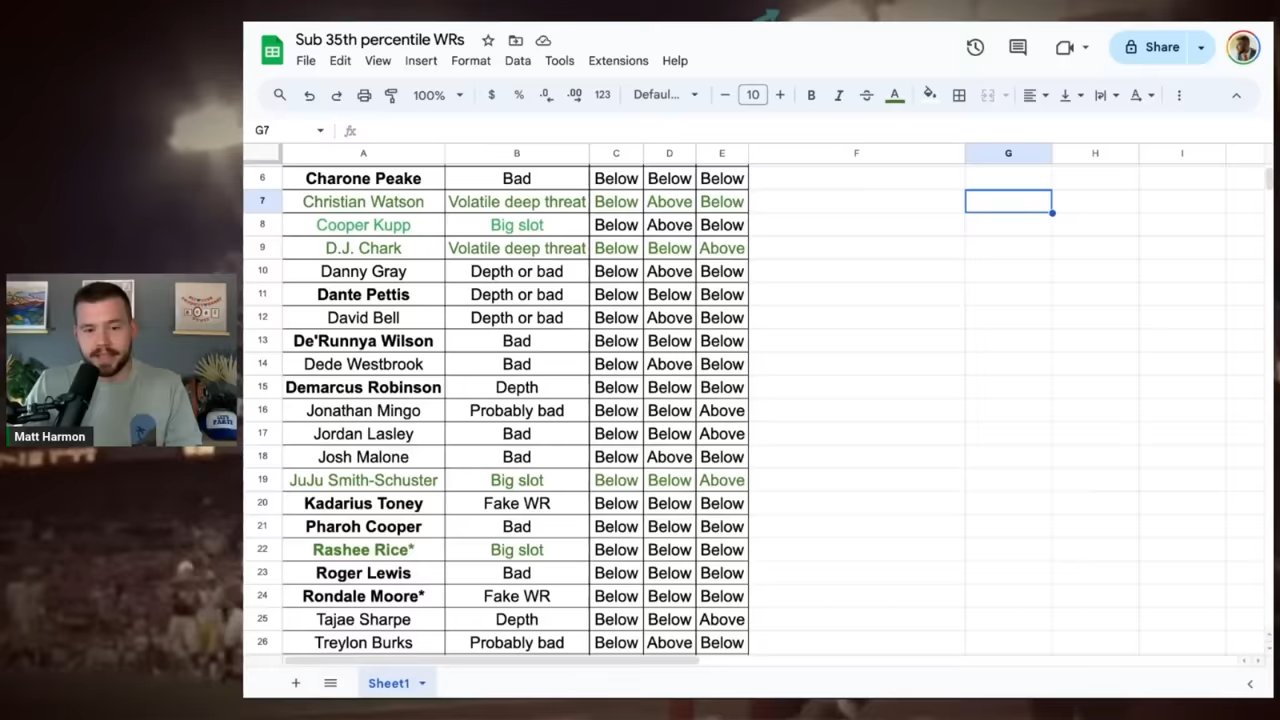 Sub 35th percentile WRs
File Edit View Insert Format Data Tools Extensions Help
Share
100% $ % .0 .00 123 Defaul... 10 B I A
G7 fx
A B C D E F G H I
6 Charone Peake Bad Below Below Below
7 Christian Watson Volatile deep threat Below Above Below
8 Cooper Kupp Big slot Below Above Below
9 D.J. Chark Volatile deep threat Below Below Above
10 Danny Gray Depth or bad Below Above Below
11 Dante Pettis Depth or bad Below Below Below
12 David Bell Depth or bad Below Above Below
13 De'Runnya Wilson Bad Below Below Below
14 Dede Westbrook Bad Below Above Below
15 Demarcus Robinson Depth Below Below Below
16 Jonathan Mingo Probably bad Below Below Above
17 Jordan Lasley Bad Below Below Above
18 Josh Malone Bad Below Above Below
19 JuJu Smith-Schuster Big slot Below Below Above
20 Kadarius Toney Fake WR Below Below Below
21 Pharoh Cooper Bad Below Below Below
22 Rashee Rice* Big slot Below Below Below
23 Roger Lewis Bad Below Below Below
24 Rondale Moore* Fake WR Below Below Below
25 Tajae Sharpe Depth Below Below Above
26 Treylon Burks Probably bad Below Above Below
Sheet1
Matt Harmon